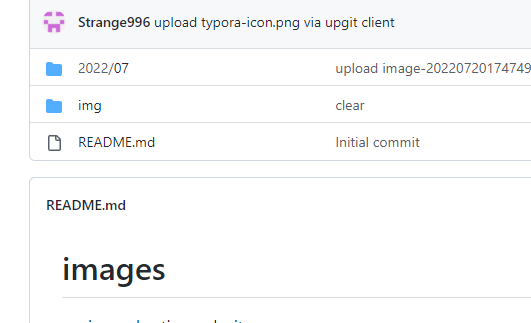 Strange996 upload typora-icon.png via upgit client
2022/07 upload image-20220720174749
img clear
README.md Initial commit
README.md
images